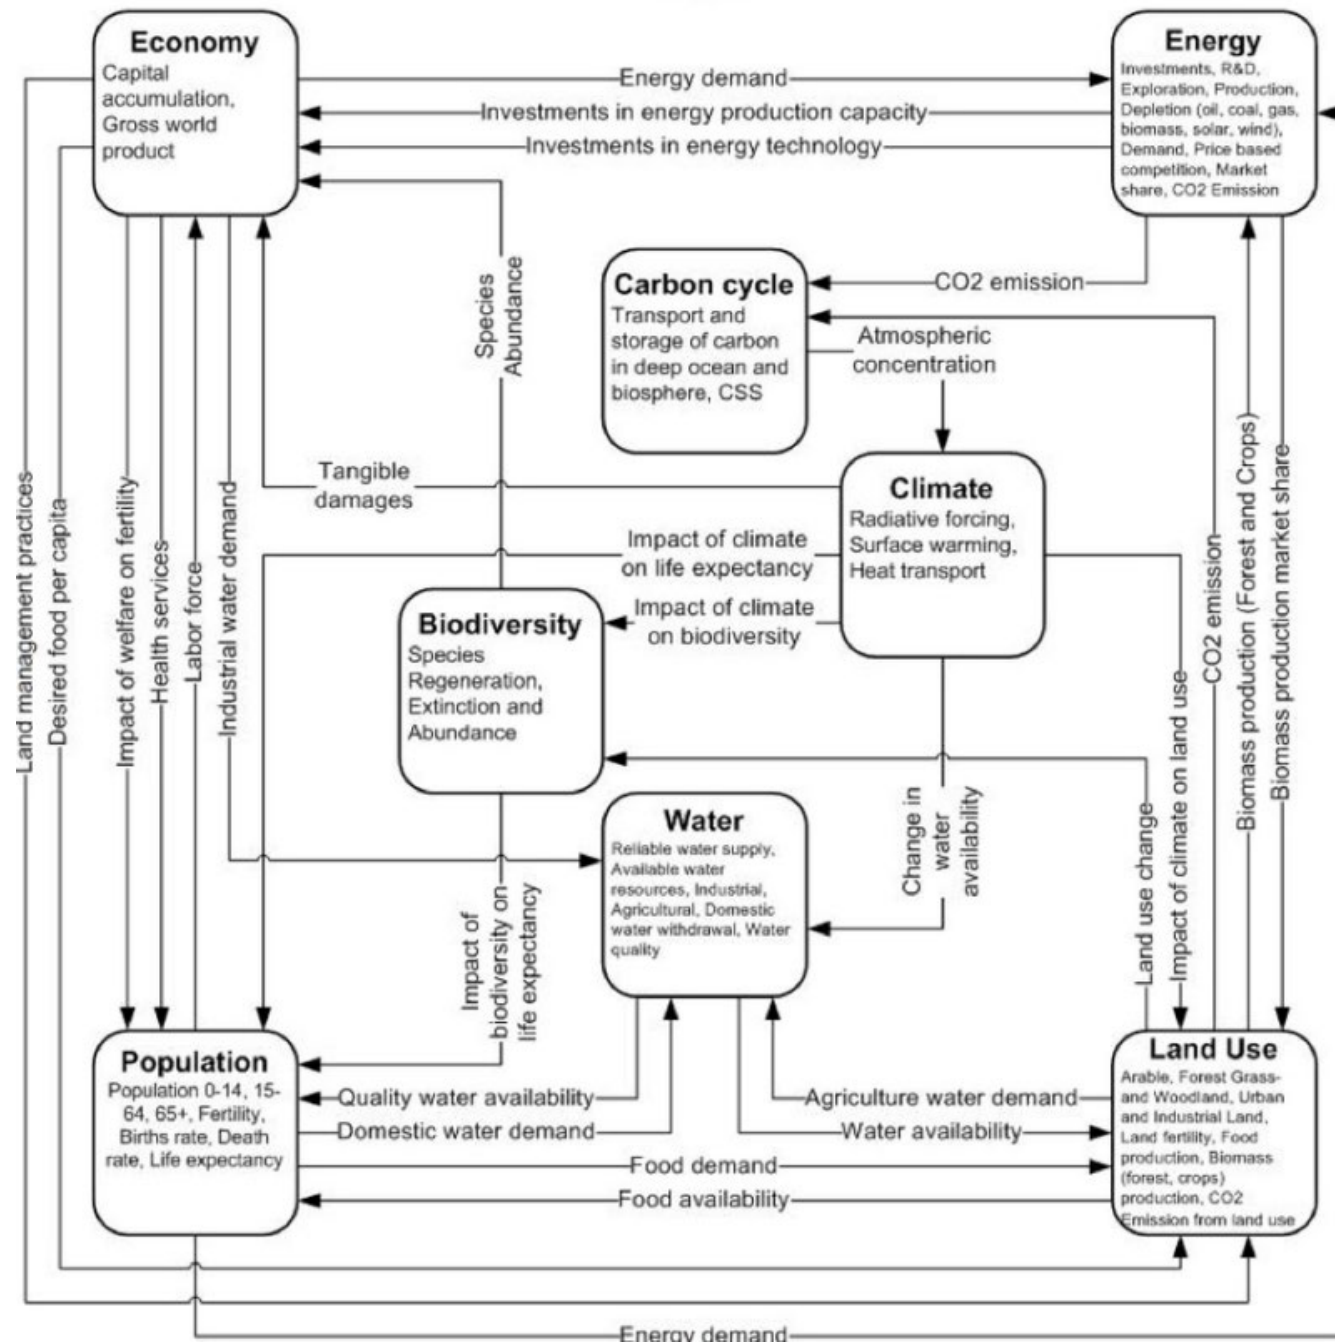 Economy
Capital
accumulation,
Gross world
product
Energy demand
Investments in energy production capacity
Investments in energy technology
Energy
Investments, R&D,
Exploration, Production,
Depletion (oil, coal, gas,
biomass, solar, wind),
Demand, Price based
competition, Market
share, CO2 Emission
Species
Abundance
Carbon cycle
Transport and
storage of carbon
in deep ocean and
biosphere, CSS
CO2 emission
Atmospheric
concentration
Tangible
damages
Climate
Radiative forcing,
Surface warming,
Heat transport
Impact of climate
on life expectancy
Impact of climate
on biodiversity
Biodiversity
Species
Regeneration,
Extinction and
Abundance
Land management practices
Desired food per capita
Impact of welfare on fertility
Health services
Labor force
Industrial water demand
Water
Reliable water supply,
Available water
resources, Industrial,
Agricultural, Domestic
water withdrawal, Water
quality
Change in
water
availability
Land use change
Impact of climate on land use
CO2 emission
Biomass production (Forest and Crops)
Biomass production market share
Impact of
biodiversity on
life expectancy
Population
Population 0-14, 15-
64, 65+, Fertility,
Births rate, Death
rate, Life expectancy
Quality water availability
Domestic water demand
Agriculture water demand
Water availability
Food demand
Food availability
Land Use
Arable, Forest Grass-
and Woodland, Urban
and Industrial Land,
Land fertility, Food
production, Biomass
(forest, crops)
production, CO2
Emission from land use
Energy demand